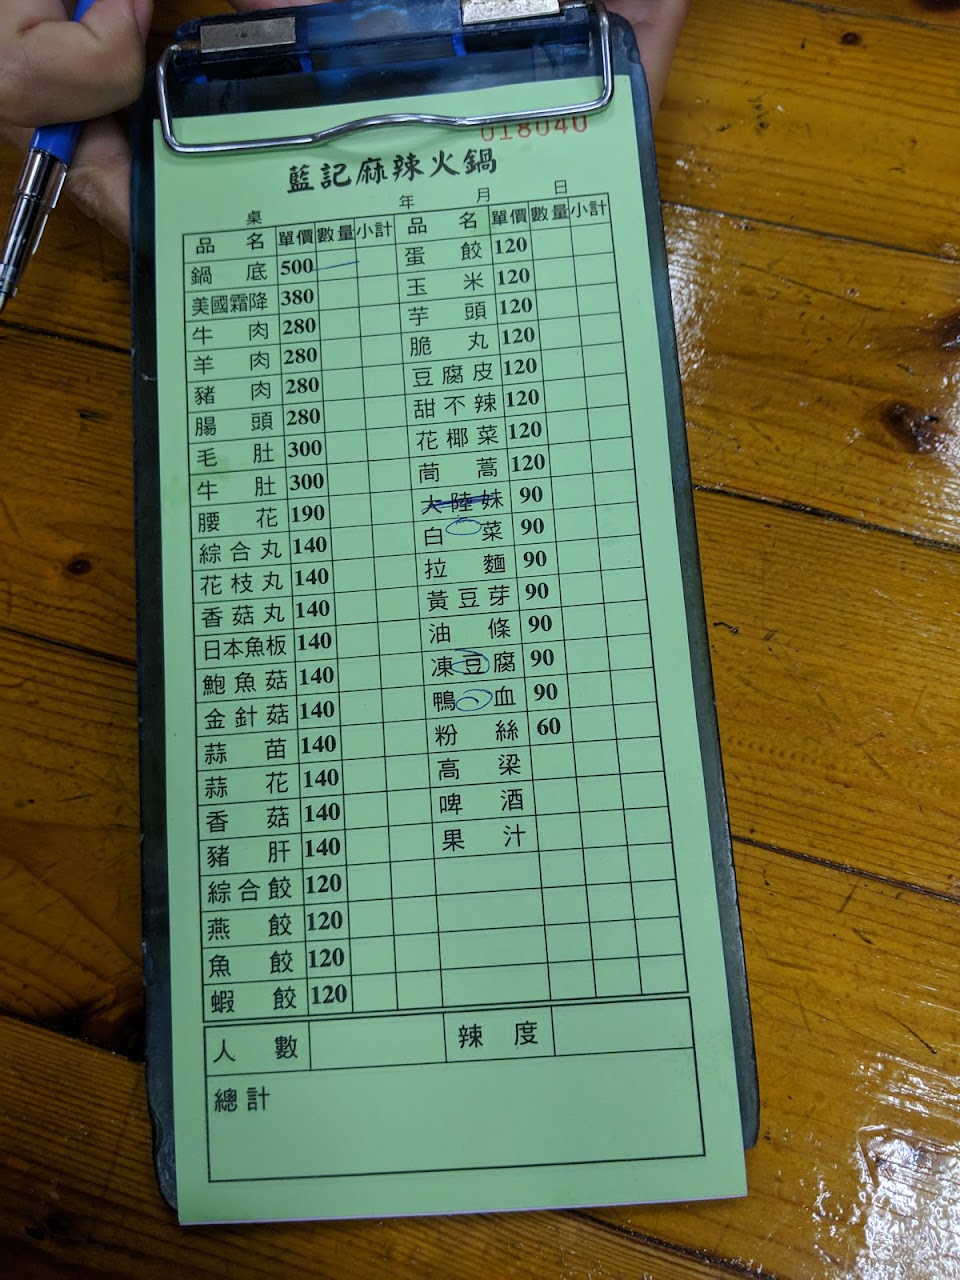 018040
藍記麻辣火鍋
桌 年 月 日
品名 單價 數量 小計 品名 單價 數量 小計
鍋底 500 蛋餃 120
美國霜降 380 玉米 120
牛肉 280 芋頭 120
羊肉 280 脆丸 120
豬肉 280 豆腐皮 120
腸頭 280 甜不辣 120
毛肚 300 花椰菜 120
牛肚 300 茼蒿 120
腰花 190 大陸妹 90
綜合丸 140 白菜 90
花枝丸 140 拉麵 90
香菇丸 140 黃豆芽 90
日本魚板 140 油條 90
鮑魚菇 140 凍豆腐 90
金針菇 140 鴨血 90
蒜苗 140 粉絲 60
蒜花 140 高梁
香菇 140 啤酒
豬肝 140 果汁
綜合餃 120
燕餃 120
魚餃 120
蝦餃 120
人數 辣度
總計